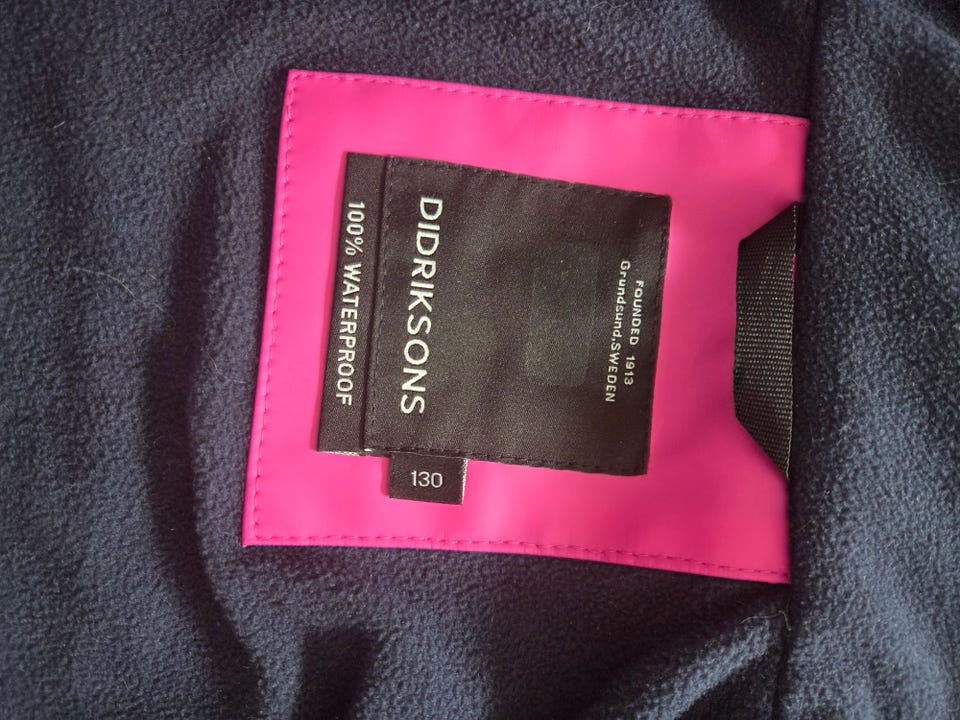 FOUNDED 1913
Grundsund, SWEDEN
DIDRIKSONS
100% WATERPROOF
130